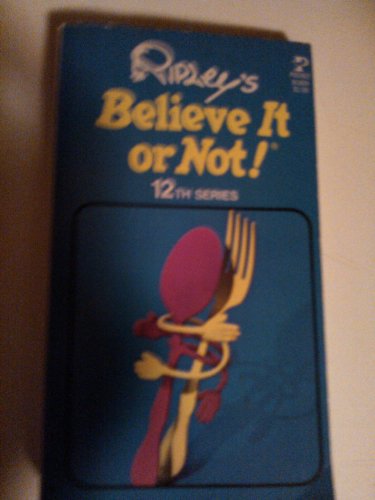 RIPLEY'S
Believe It
or Not!®
12TH SERIES